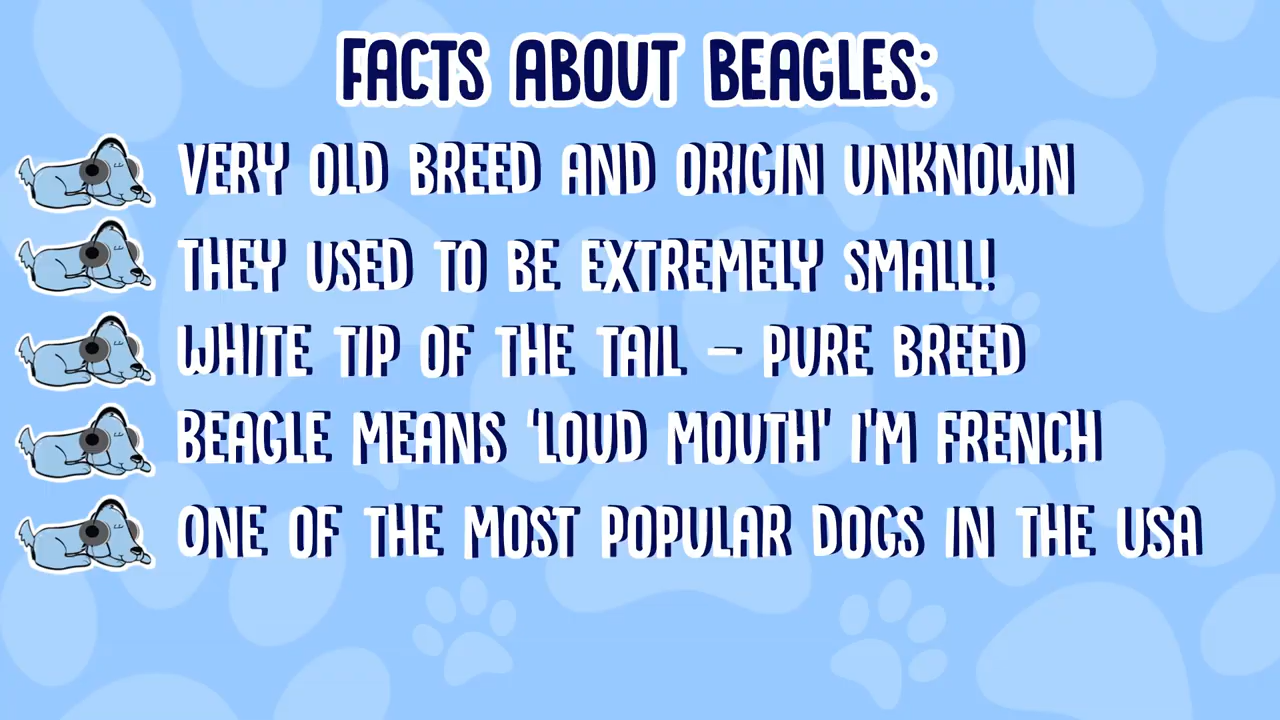 FACTS ABOUT BEAGLES:
VERY OLD BREED AND ORIGIN UNKNOWN
THEY USED TO BE EXTREMELY SMALL!
WHITE TIP OF THE TAIL – PURE BREED
BEAGLE MEANS 'LOUD MOUTH' I'M FRENCH
ONE OF THE MOST POPULAR DOGS IN THE USA